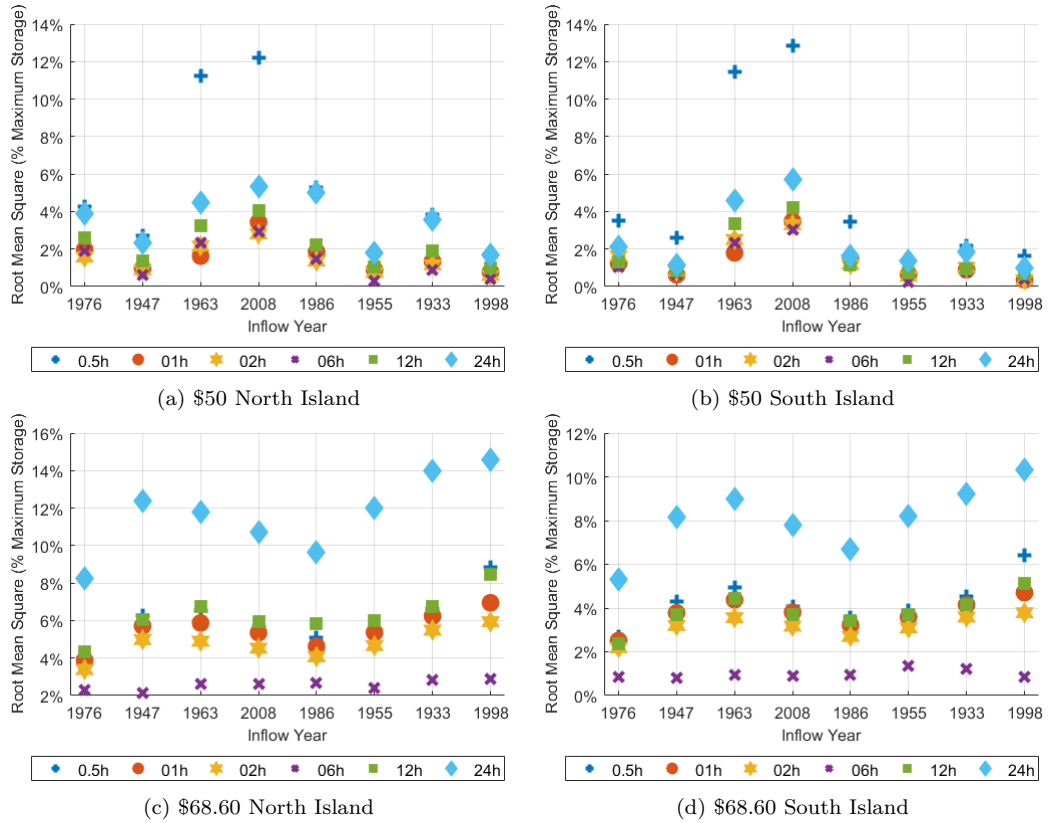 Root Mean Square (% Maximum Storage)
14%
12%
10%
8%
6%
4%
2%
0%
1976 1947 1963 2008 1986 1955 1933 1998
Inflow Year
0.5h 01h 02h 06h 12h 24h
(a) $50 North Island
Root Mean Square (% Maximum Storage)
14%
12%
10%
8%
6%
4%
2%
0%
1976 1947 1963 2008 1986 1955 1933 1998
Inflow Year
0.5h 01h 02h 06h 12h 24h
(b) $50 South Island
Root Mean Square (% Maximum Storage)
16%
14%
12%
10%
8%
6%
4%
2%
1976 1947 1963 2008 1986 1955 1933 1998
Inflow Year
0.5h 01h 02h 06h 12h 24h
(c) $68.60 North Island
Root Mean Square (% Maximum Storage)
12%
10%
8%
6%
4%
2%
0%
1976 1947 1963 2008 1986 1955 1933 1998
Inflow Year
0.5h 01h 02h 06h 12h 24h
(d) $68.60 South Island